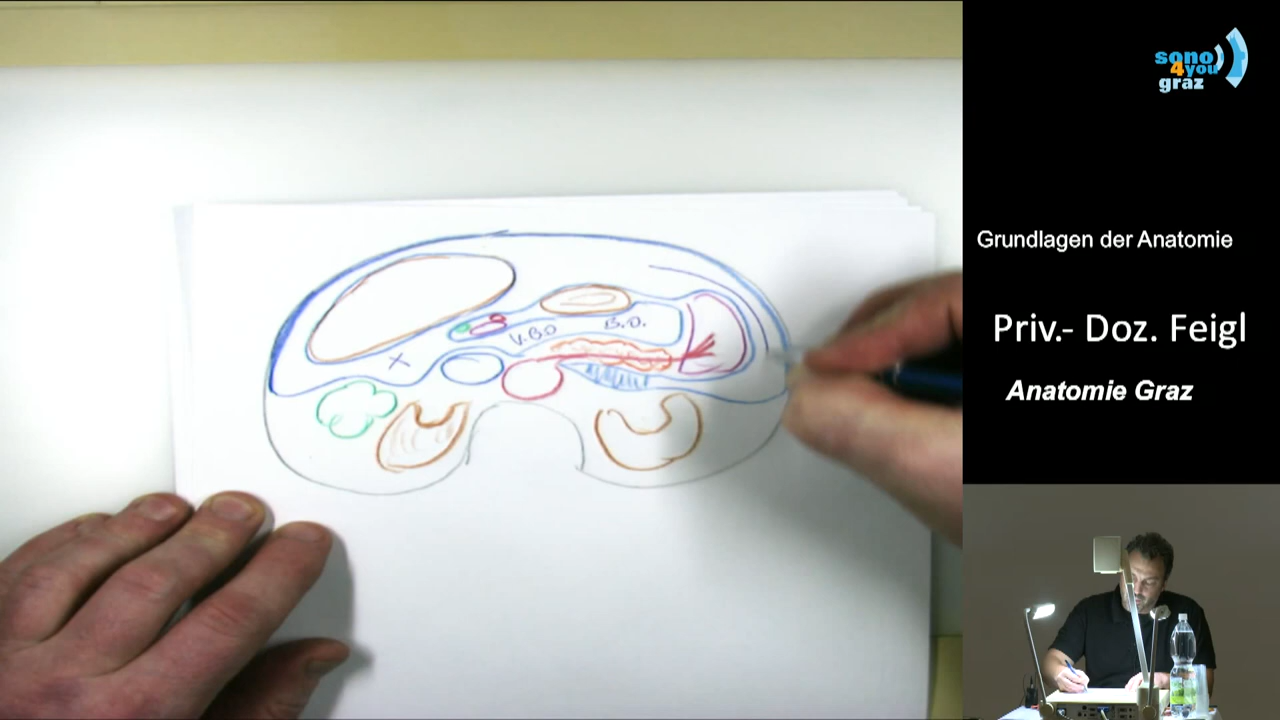 sono
4you
graz
Grundlagen der Anatomie
Priv.- Doz. Feigl
Anatomie Graz
V.B.O
B.O.
X